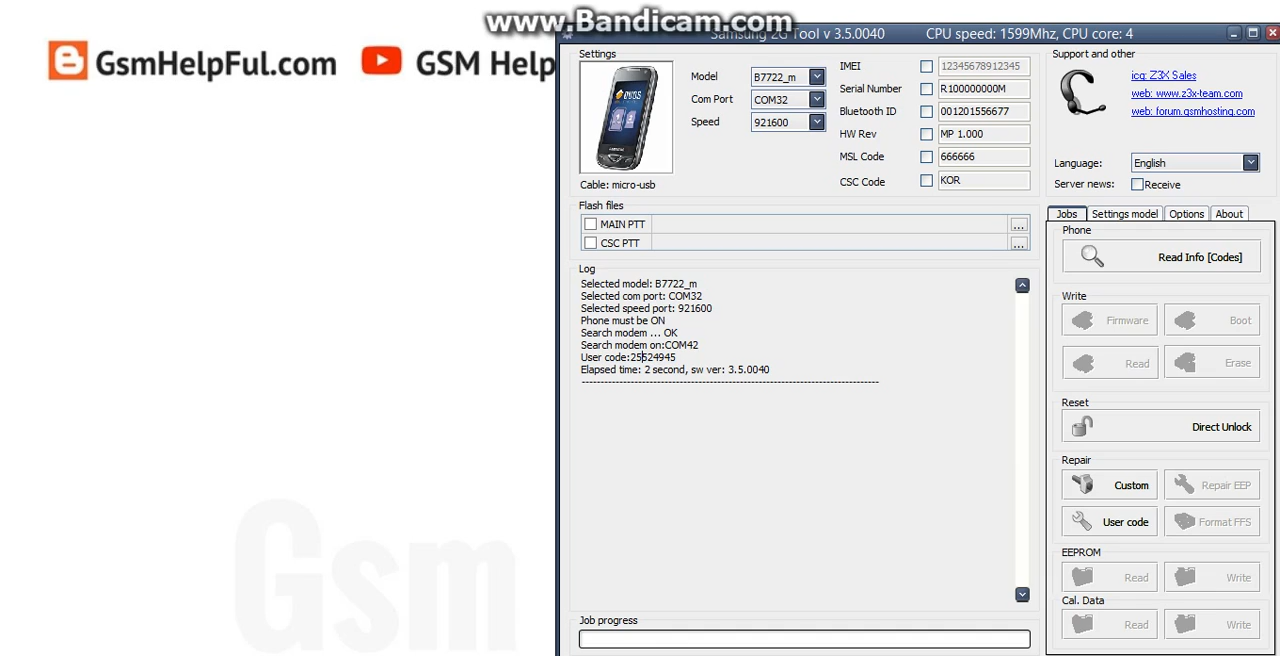 www.Bandicam.com
GsmHelpFul.com
GSM Help
Samsung 2G Tool v 3.5.0040 CPU speed: 1599Mhz, CPU core: 4
Settings
Cable: micro-usb
Model B7722_m
Com Port COM32
Speed 921600
IMEI 12345678912345
Serial Number R100000000M
Bluetooth ID 001201556677
HW Rev MP 1.000
MSL Code 666666
CSC Code KOR
Support and other
icq: Z3X Sales
web: www.z3x-team.com
web: forum.gsmhosting.com
Language: English
Server news: Receive
Flash files
MAIN PTT ...
CSC PTT ...
Log
Selected model: B7722_m
Selected com port: COM32
Selected speed port: 921600
Phone must be ON
Search modem ... OK
Search modem on:COM42
User code:25524945
Elapsed time: 2 second, sw ver: 3.5.0040
--------------------------------------------------------------------------------
Job progress
Jobs Settings model Options About
Phone
Read Info [Codes]
Write
Firmware Boot
Read Erase
Reset
Direct Unlock
Repair
Custom Repair EEP
User code Format FFS
EEPROM
Read Write
Cal. Data
Read Write
Gsm